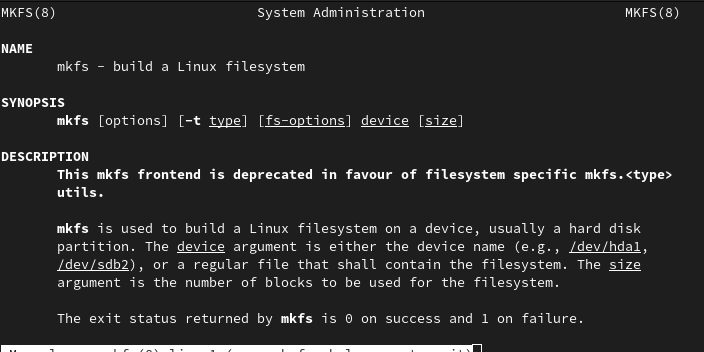 MKFS(8) System Administration MKFS(8)
NAME
mkfs - build a Linux filesystem
SYNOPSIS
mkfs [options] [-t type] [fs-options] device [size]
DESCRIPTION
This mkfs frontend is deprecated in favour of filesystem specific mkfs.<type>
utils.
mkfs is used to build a Linux filesystem on a device, usually a hard disk
partition. The device argument is either the device name (e.g., /dev/hda1,
/dev/sdb2), or a regular file that shall contain the filesystem. The size
argument is the number of blocks to be used for the filesystem.
The exit status returned by mkfs is 0 on success and 1 on failure.